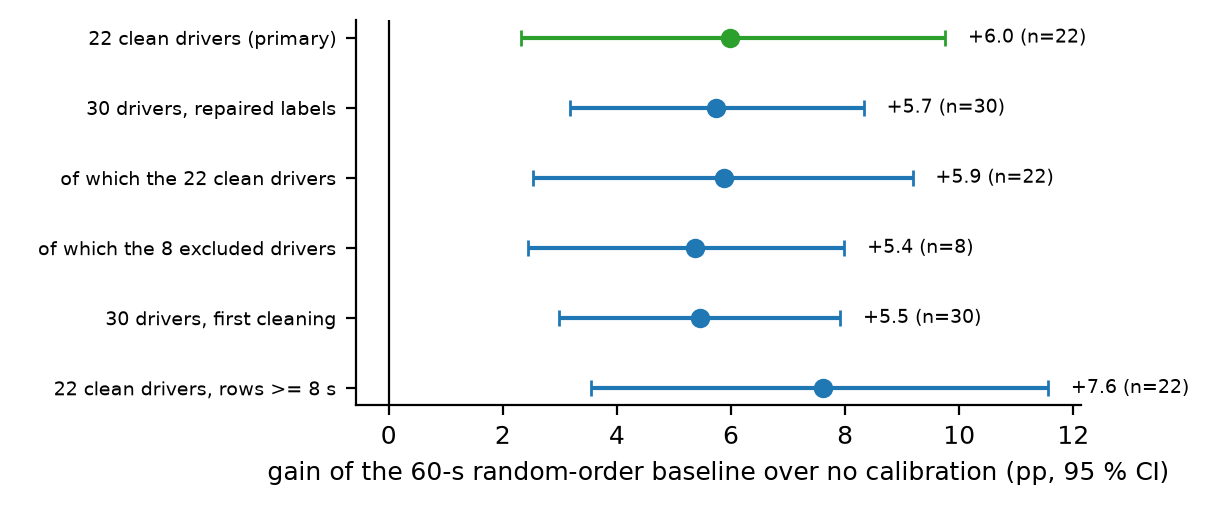 22 clean drivers (primary)
+6.0 (n=22)
30 drivers, repaired labels
+5.7 (n=30)
of which the 22 clean drivers
+5.9 (n=22)
of which the 8 excluded drivers
+5.4 (n=8)
30 drivers, first cleaning
+5.5 (n=30)
22 clean drivers, rows >= 8 s
+7.6 (n=22)
0 2 4 6 8 10 12
gain of the 60-s random-order baseline over no calibration (pp, 95 % CI)